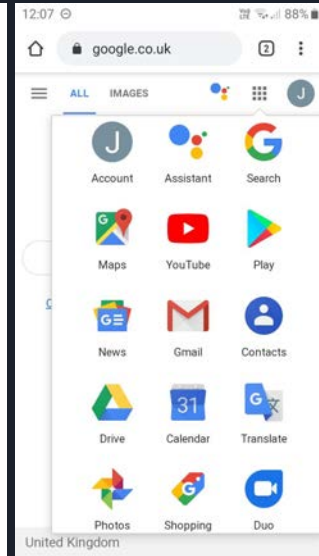 12:07 88%
google.co.uk 2
ALL IMAGES J
J G
Account Assistant Search
G
Maps YouTube Play
G 31 G
News Gmail Contacts
Drive Calendar Translate
G
Photos Shopping Duo
United Kingdom